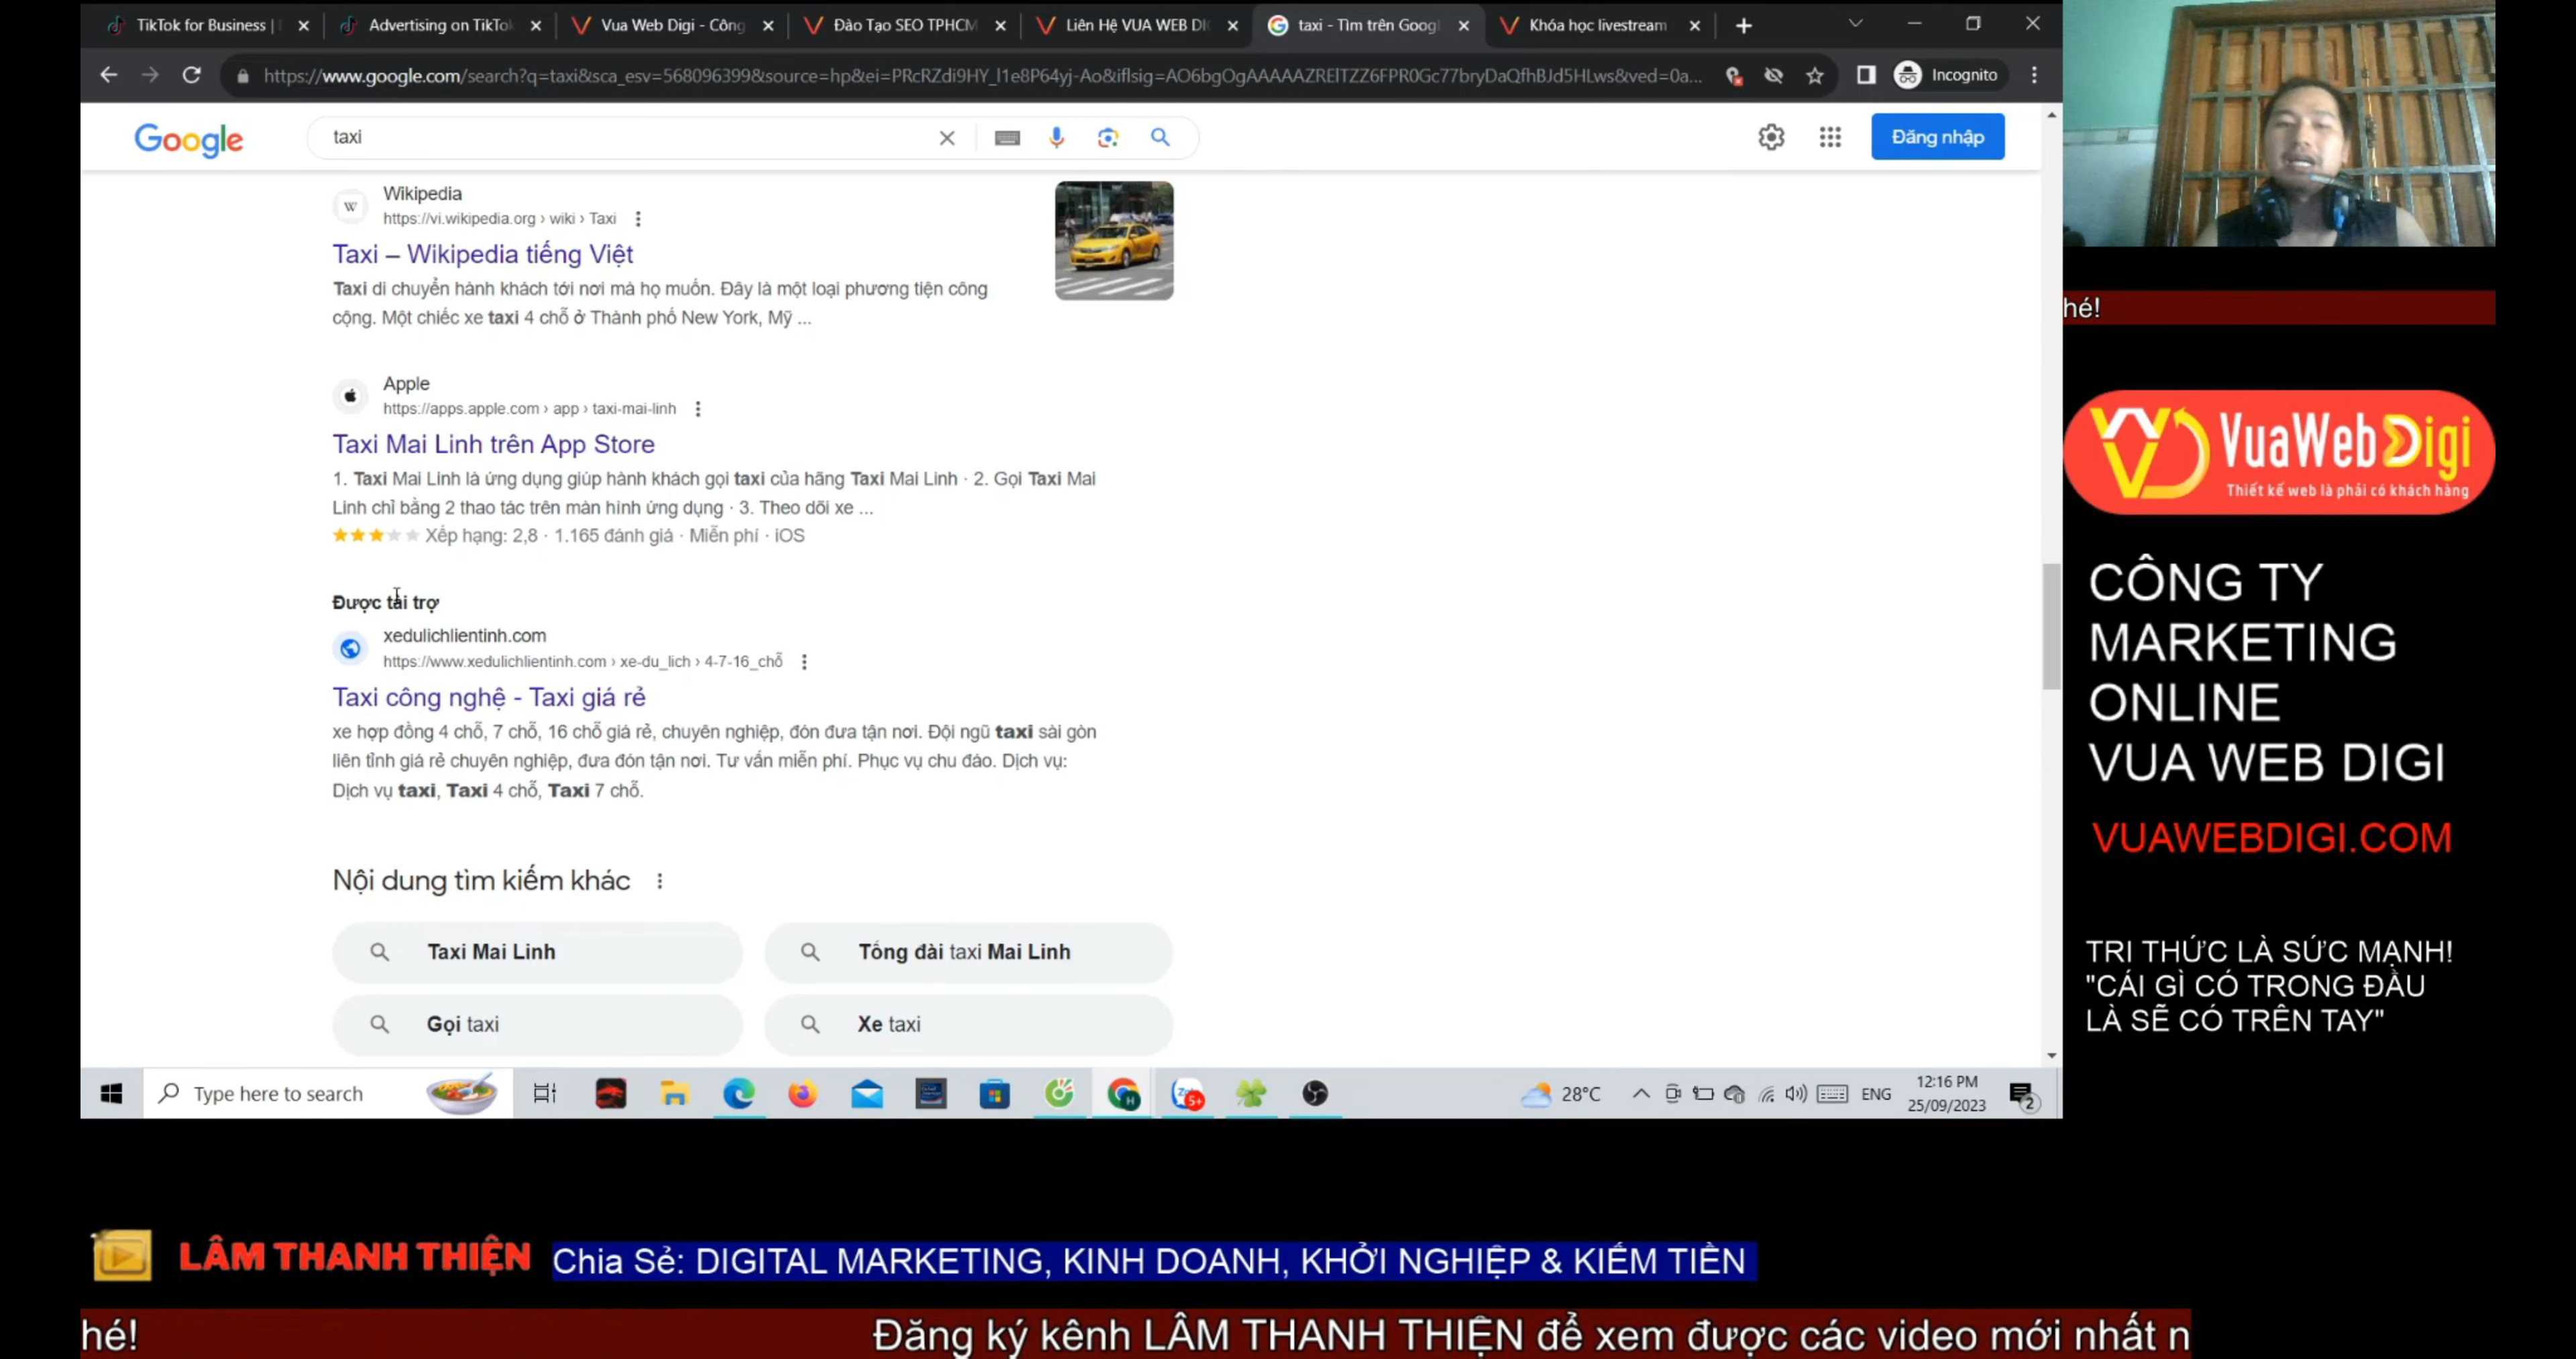 TikTok for Business |
Advertising on TikTok
Vua Web Digi - Công
Đào Tạo SEO TPHCM
Liên Hệ VUA WEB DI
taxi - Tìm trên Googl
Khóa học livestream
https://www.google.com/search?q=taxi&sca_esv=568096399&source=hp&ei=PRcRZdi9HY_l1e8P64yj-Ao&iflsig=AO6bgOgAAAAAZRElTZZ6FPR0Gc77bryDaQfhBJd5HLws&ved=0a...
Incognito
Google
taxi
Đăng nhập
W
Wikipedia
https://vi.wikipedia.org › wiki › Taxi
Taxi – Wikipedia tiếng Việt
Taxi di chuyển hành khách tới nơi mà họ muốn. Đây là một loại phương tiện công
cộng. Một chiếc xe taxi 4 chỗ ở Thành phố New York, Mỹ ...
Apple
https://apps.apple.com › app › taxi-mai-linh
Taxi Mai Linh trên App Store
1. Taxi Mai Linh là ứng dụng giúp hành khách gọi taxi của hãng Taxi Mai Linh · 2. Gọi Taxi Mai
Linh chỉ bằng 2 thao tác trên màn hình ứng dụng · 3. Theo dõi xe ...
Xếp hạng: 2,8 · 1.165 đánh giá · Miễn phí · iOS
Được tài trợ
xedulichlientinh.com
https://www.xedulichlientinh.com › xe-du_lich › 4-7-16_chỗ
Taxi công nghệ - Taxi giá rẻ
xe hợp đồng 4 chỗ, 7 chỗ, 16 chỗ giá rẻ, chuyên nghiệp, đón đưa tận nơi. Đội ngũ taxi sài gòn
liên tỉnh giá rẻ chuyên nghiệp, đưa đón tận nơi. Tư vấn miễn phí. Phục vụ chu đáo. Dịch vụ:
Dịch vụ taxi, Taxi 4 chỗ, Taxi 7 chỗ.
Nội dung tìm kiếm khác
Taxi Mai Linh
Tổng đài taxi Mai Linh
Gọi taxi
Xe taxi
Type here to search
5+
28°C
ENG
12:16 PM
25/09/2023
2
hé!
VuaWebDigi
Thiết kế web là phải có khách hàng
CÔNG TY
MARKETING
ONLINE
VUA WEB DIGI
VUAWEBDIGI.COM
TRI THỨC LÀ SỨC MẠNH!
"CÁI GÌ CÓ TRONG ĐẦU
LÀ SẼ CÓ TRÊN TAY"
LÂM THANH THIỆN
Chia Sẻ: DIGITAL MARKETING, KINH DOANH, KHỞI NGHIỆP & KIẾM TIỀN
hé!
Đăng ký kênh LÂM THANH THIỆN để xem được các video mới nhất n